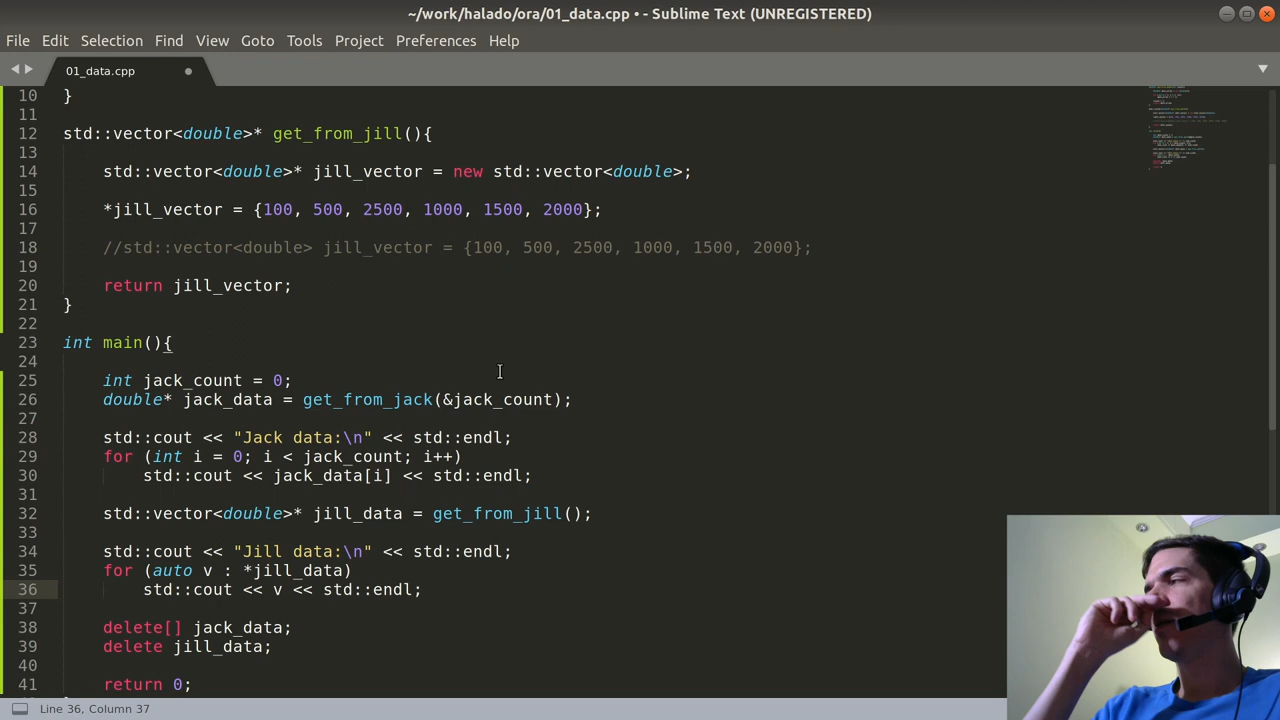 ~/work/halado/ora/01_data.cpp • - Sublime Text (UNREGISTERED)
File Edit Selection Find View Goto Tools Project Preferences Help
01_data.cpp
10 }
11
12 std::vector<double>* get_from_jill(){
13
14 std::vector<double>* jill_vector = new std::vector<double>;
15
16 *jill_vector = {100, 500, 2500, 1000, 1500, 2000};
17
18 //std::vector<double> jill_vector = {100, 500, 2500, 1000, 1500, 2000};
19
20 return jill_vector;
21 }
22
23 int main(){
24
25 int jack_count = 0;
26 double* jack_data = get_from_jack(&jack_count);
27
28 std::cout << "Jack data:\n" << std::endl;
29 for (int i = 0; i < jack_count; i++)
30 std::cout << jack_data[i] << std::endl;
31
32 std::vector<double>* jill_data = get_from_jill();
33
34 std::cout << "Jill data:\n" << std::endl;
35 for (auto v : *jill_data)
36 std::cout << v << std::endl;
37
38 delete[] jack_data;
39 delete jill_data;
40
41 return 0;
Line 36, Column 37